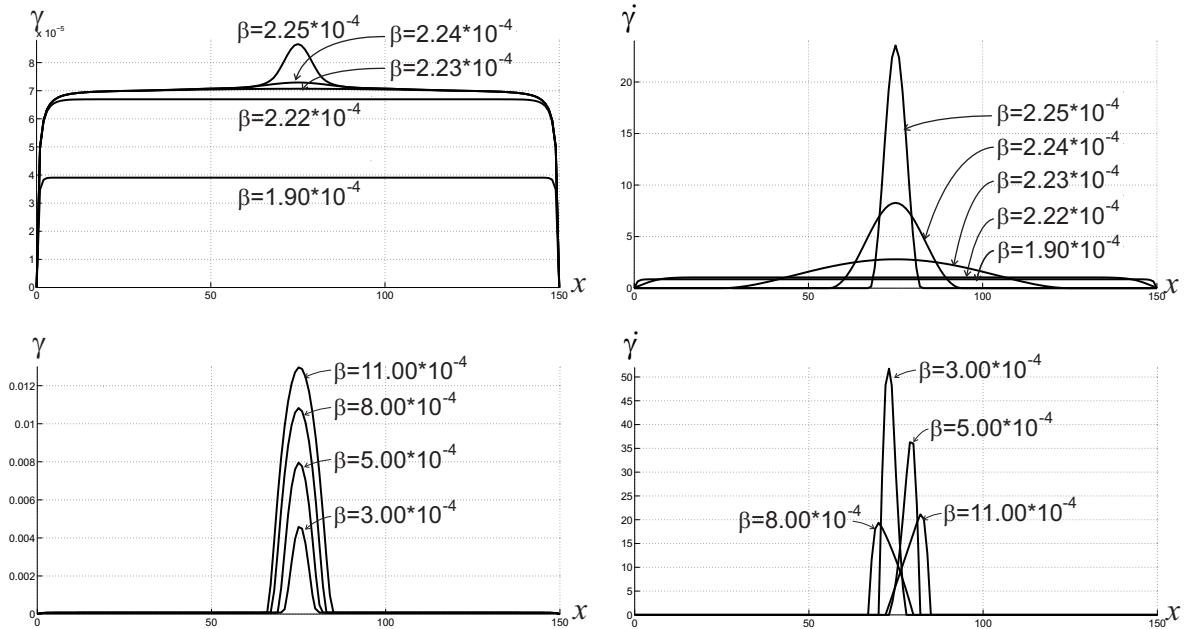 γ
x 10⁻⁵
β=2.25*10⁻⁴
β=2.24*10⁻⁴
β=2.23*10⁻⁴
β=2.22*10⁻⁴
β=1.90*10⁻⁴
8
7
6
5
4
3
2
1
0
0 50 100 150 x
γ̇
β=2.25*10⁻⁴
β=2.24*10⁻⁴
β=2.23*10⁻⁴
β=2.22*10⁻⁴
β=1.90*10⁻⁴
20
15
10
5
0
0 50 100 150 x
γ
β=11.00*10⁻⁴
β=8.00*10⁻⁴
β=5.00*10⁻⁴
β=3.00*10⁻⁴
0.012
0.01
0.008
0.006
0.004
0.002
0
0 50 100 150 x
γ̇
β=3.00*10⁻⁴
β=5.00*10⁻⁴
β=8.00*10⁻⁴
β=11.00*10⁻⁴
50
45
40
35
30
25
20
15
10
5
0
0 50 100 150 x